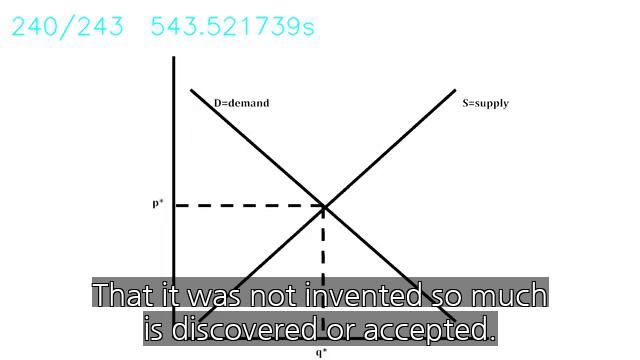 240/243 543.521739s
D=demand
S=supply
p*
That it was not invented so much
is discovered or accepted.
q*